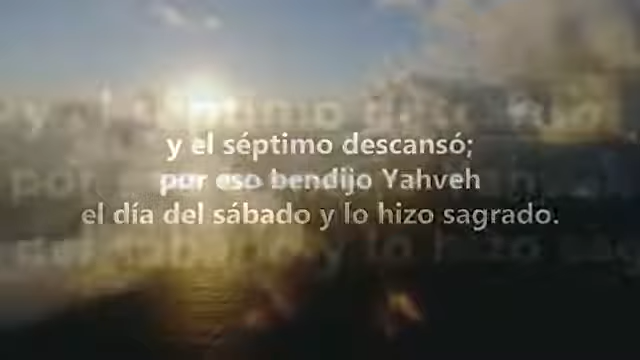 y el séptimo descansó;
por eso bendijo Yahveh
el día del sábado y lo hizo sagrado.